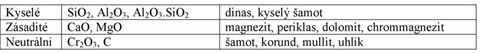 Kyselé SiO2, Al2O3, Al2O3.SiO2 dinas, kyselý šamot
Zásadité CaO, MgO magnezit, periklas, dolomit, chrommagnezit
Neutrální Cr2O3, C šamot, korund, mullit, uhlík